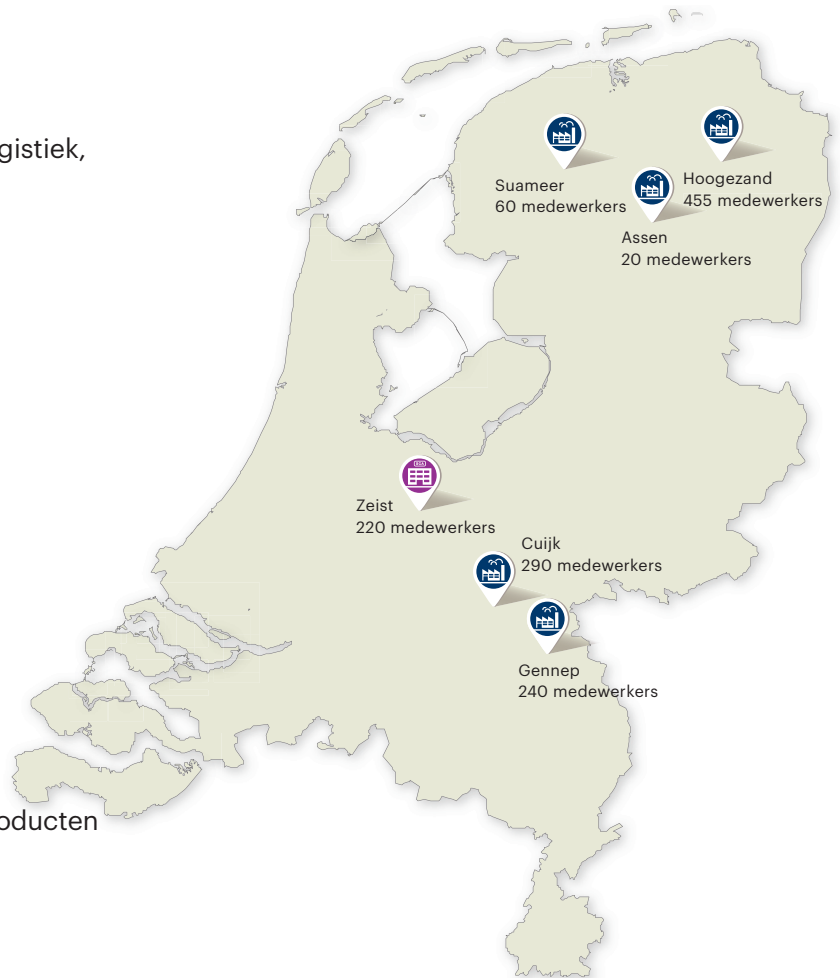 gistiek,
Suameer
60 medewerkers
Hoogezand
455 medewerkers
Assen
20 medewerkers
Zeist
220 medewerkers
Cuijk
290 medewerkers
Gennep
240 medewerkers
oducten